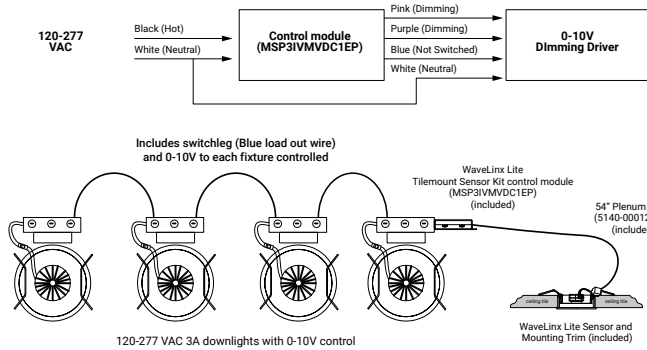 120-277
VAC
Black (Hot)
White (Neutral)
Control module
(MSP3IVMVDC1EP)
Pink (Dimming)
Purple (Dimming)
Blue (Not Switched)
White (Neutral)
0-10V
DImming Driver
Includes switchleg (Blue load out wire)
and 0-10V to each fixture controlled
WaveLinx Lite
Tilemount Sensor Kit control module
(MSP3IVMVDC1EP)
(included)
54” Plenum
(5140-00012
(include
ceiling tile
ceiling tile
WaveLinx Lite Sensor and
Mounting Trim (included)
120-277 VAC 3A downlights with 0-10V control